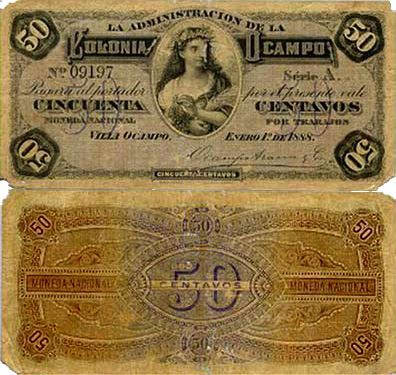 50 LA ADMINISTRACION DE LA 50
COLONIA OCAMPO
No 09197 Série A.
Pagará al portador por el presente vale
CINCUENTA CENTAVOS
MONEDA NACIONAL POR TRABAJOS
VILLA OCAMPO, ENERO 1º DE 1888.
50 50
CINCUENTA CENTAVOS
50 50 50
MONEDA NACIONAL 50 MONEDA NACIONAL
CENTAVOS
50 50 50